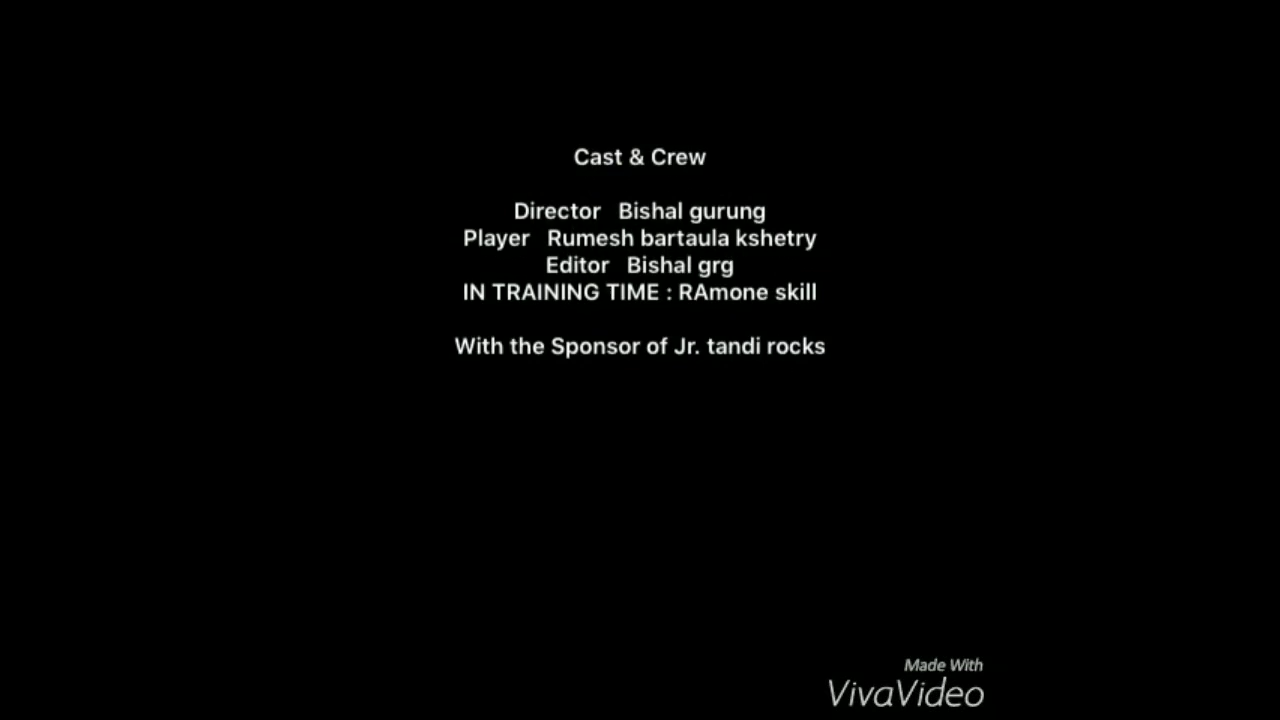 Cast & Crew
Director Bishal gurung
Player Rumesh bartaula kshetry
Editor Bishal grg
IN TRAINING TIME : RAmone skill
With the Sponsor of Jr. tandi rocks
Made With
VivaVideo